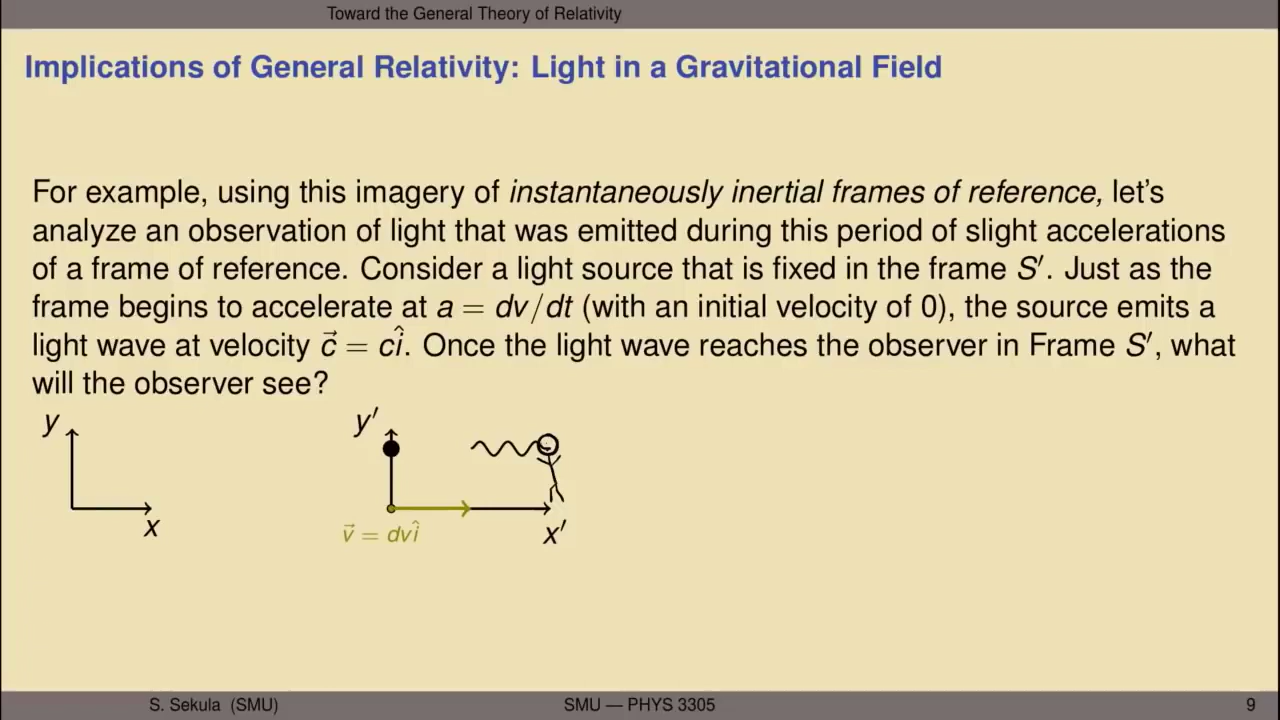 Toward the General Theory of Relativity
Implications of General Relativity: Light in a Gravitational Field
For example, using this imagery of instantaneously inertial frames of reference, let's
analyze an observation of light that was emitted during this period of slight accelerations
of a frame of reference. Consider a light source that is fixed in the frame S′. Just as the
frame begins to accelerate at a = dv/dt (with an initial velocity of 0), the source emits a
light wave at velocity c⃗ = cî. Once the light wave reaches the observer in Frame S′, what
will the observer see?
y
x
y′
v⃗ = dvî
x′
S. Sekula (SMU)
SMU — PHYS 3305
9